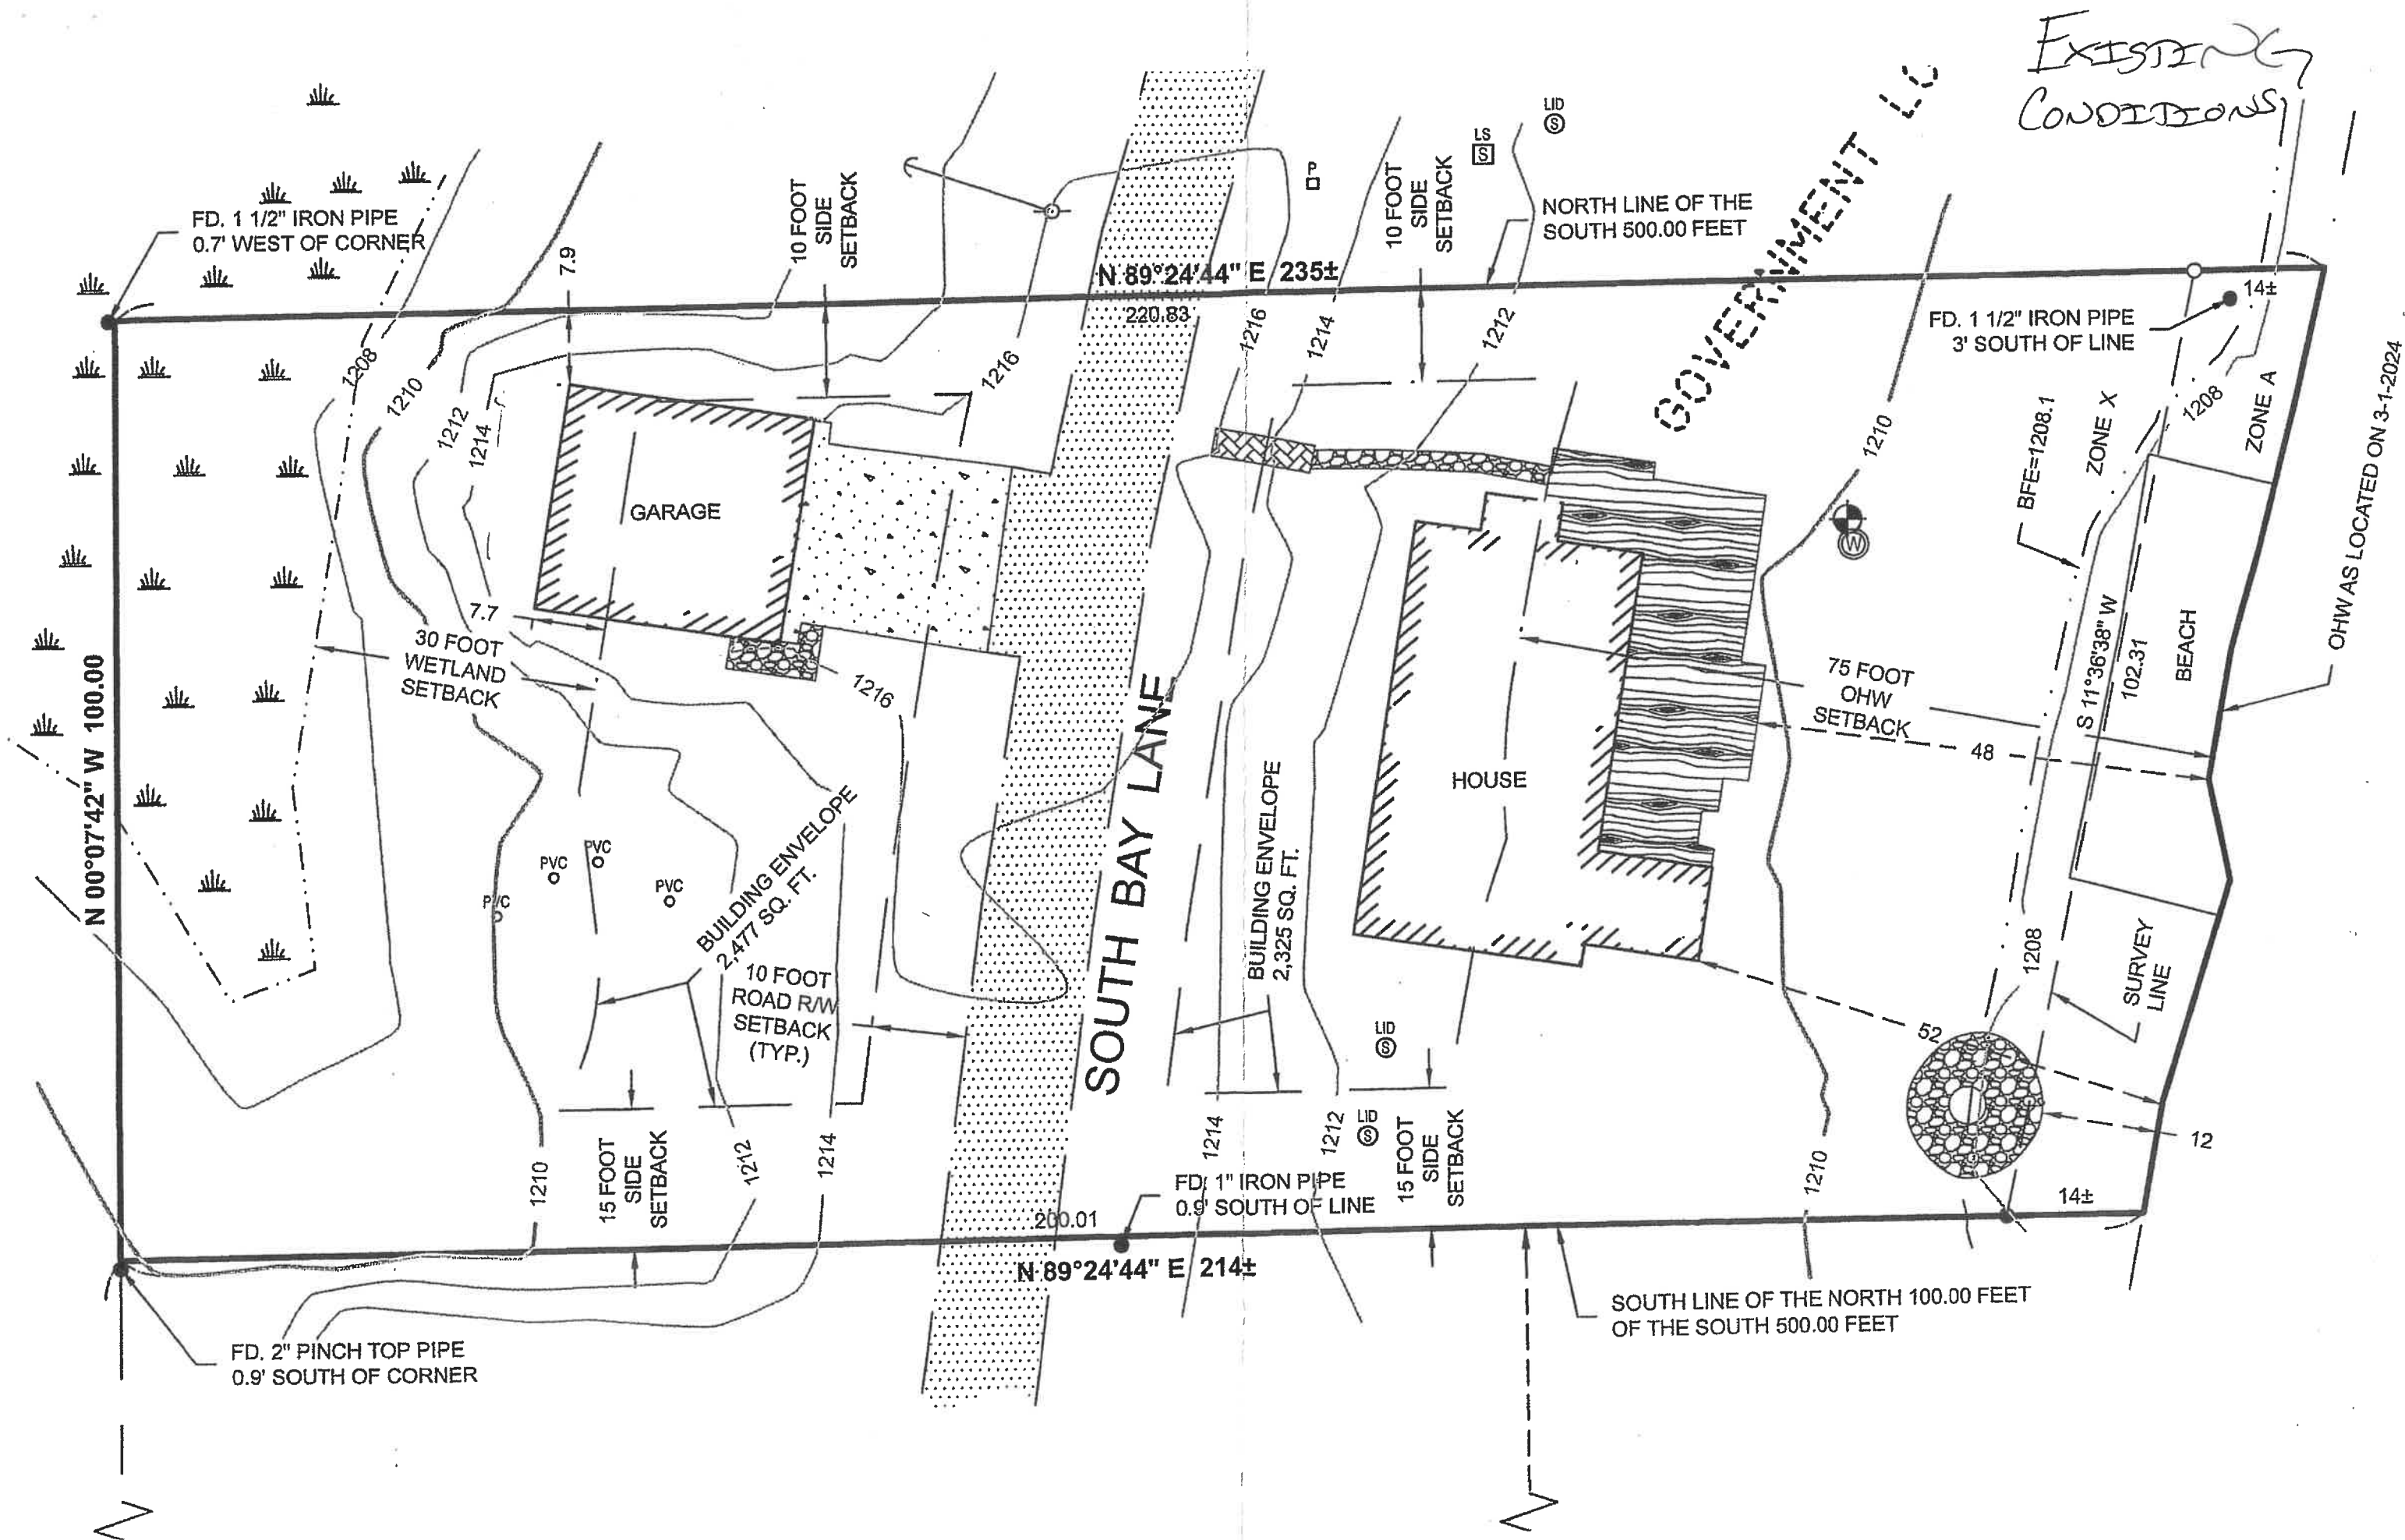 EXISTING
CONDITIONS
FD. 1 1/2" IRON PIPE
0.7' WEST OF CORNER
7.9
10 FOOT
SIDE
SETBACK
P
LS
S
LID
S
10 FOOT
SIDE
SETBACK
NORTH LINE OF THE
SOUTH 500.00 FEET
GOVERNMENT
N 89°24'44" E 235±
220.83
14±
FD. 1 1/2" IRON PIPE
3' SOUTH OF LINE
1208
1210
1212
1214
1216
1216
1214
1212
1210
1208
BFE=1208.1
ZONE X
ZONE A
OHW AS LOCATED ON 3-1-2024
GARAGE
W
7.7
30 FOOT
WETLAND
SETBACK
1216
N 00°07'42" W 100.00
SOUTH BAY LANE
HOUSE
75 FOOT
OHW
SETBACK
48
S 11°36'38" W
102.31
BEACH
PVC
PVC
PVC
PVC
BUILDING ENVELOPE
2,477 SQ. FT.
BUILDING ENVELOPE
2,325 SQ. FT.
10 FOOT
ROAD R/W
SETBACK
(TYP.)
1208
SURVEY
LINE
52
12
LID
S
LID
S
15 FOOT
SIDE
SETBACK
1210
1212
1214
1214
1212
15 FOOT
SIDE
SETBACK
1210
FD. 1" IRON PIPE
0.9' SOUTH OF LINE
200.01
14±
N 89°24'44" E 214±
SOUTH LINE OF THE NORTH 100.00 FEET
OF THE SOUTH 500.00 FEET
FD. 2" PINCH TOP PIPE
0.9' SOUTH OF CORNER